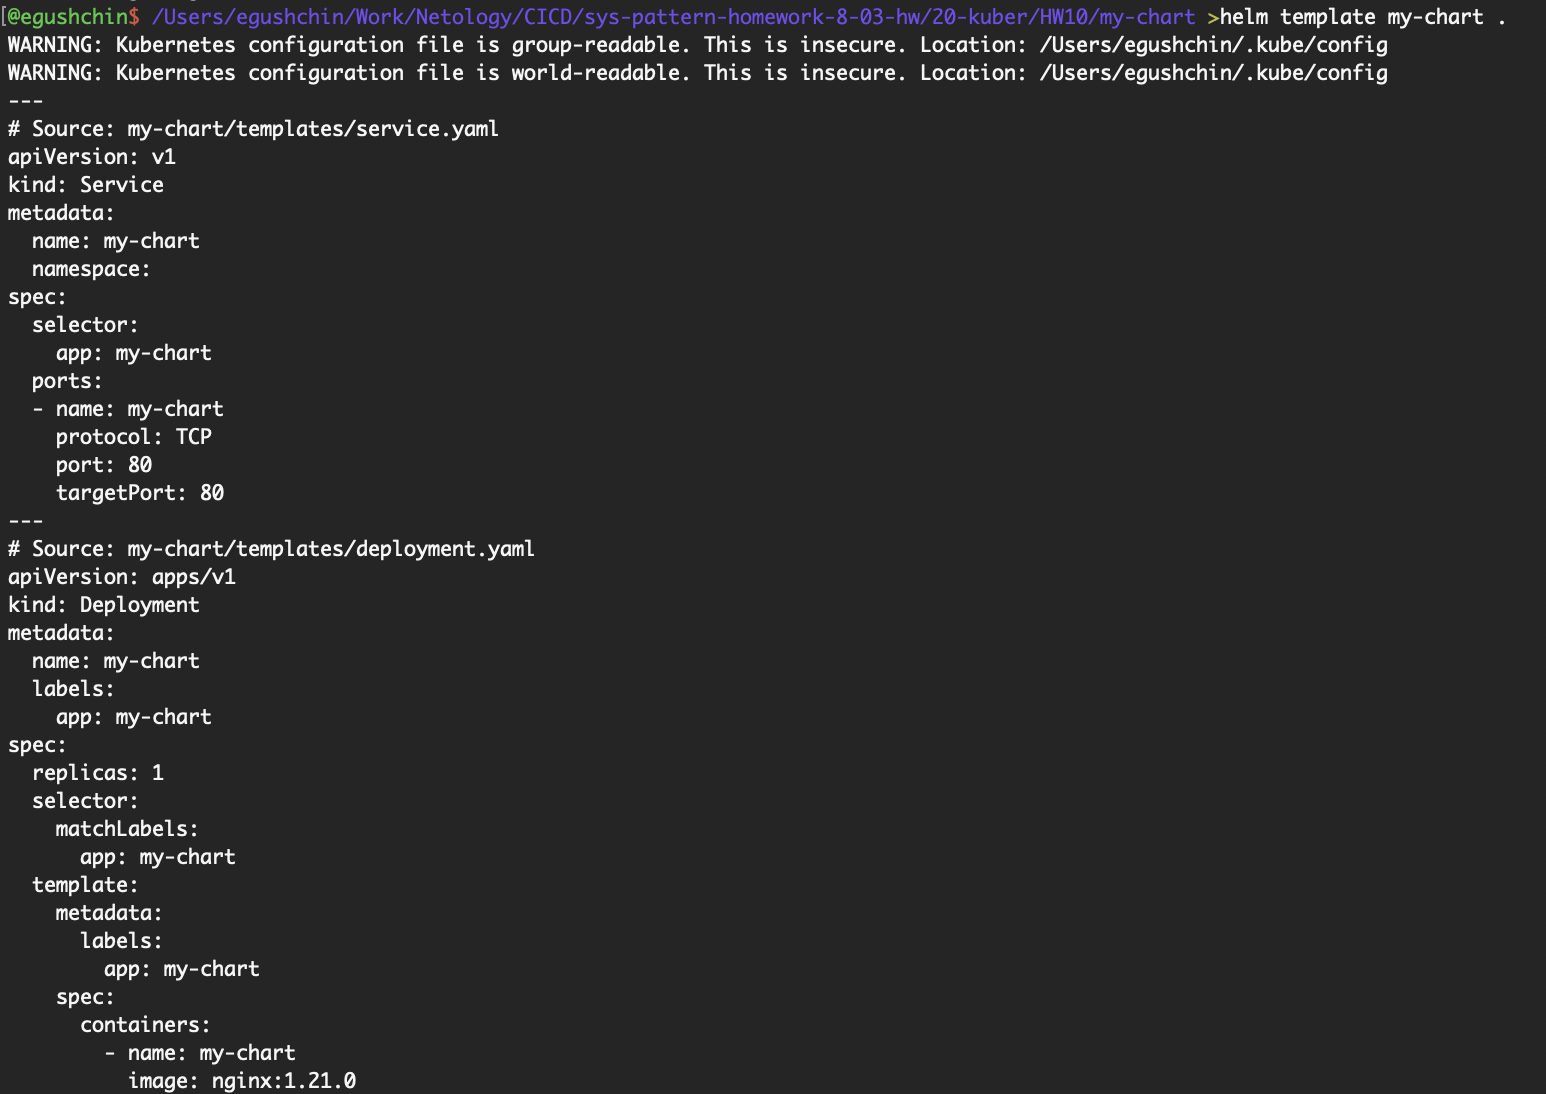 [@egushchin$ /Users/egushchin/Work/Netology/CICD/sys-pattern-homework-8-03-hw/20-kuber/HW10/my-chart >helm template my-chart .
WARNING: Kubernetes configuration file is group-readable. This is insecure. Location: /Users/egushchin/.kube/config
WARNING: Kubernetes configuration file is world-readable. This is insecure. Location: /Users/egushchin/.kube/config
---
# Source: my-chart/templates/service.yaml
apiVersion: v1
kind: Service
metadata:
  name: my-chart
  namespace:
spec:
  selector:
    app: my-chart
  ports:
  - name: my-chart
    protocol: TCP
    port: 80
    targetPort: 80
---
# Source: my-chart/templates/deployment.yaml
apiVersion: apps/v1
kind: Deployment
metadata:
  name: my-chart
  labels:
    app: my-chart
spec:
  replicas: 1
  selector:
    matchLabels:
      app: my-chart
  template:
    metadata:
      labels:
        app: my-chart
    spec:
      containers:
        - name: my-chart
          image: nginx:1.21.0